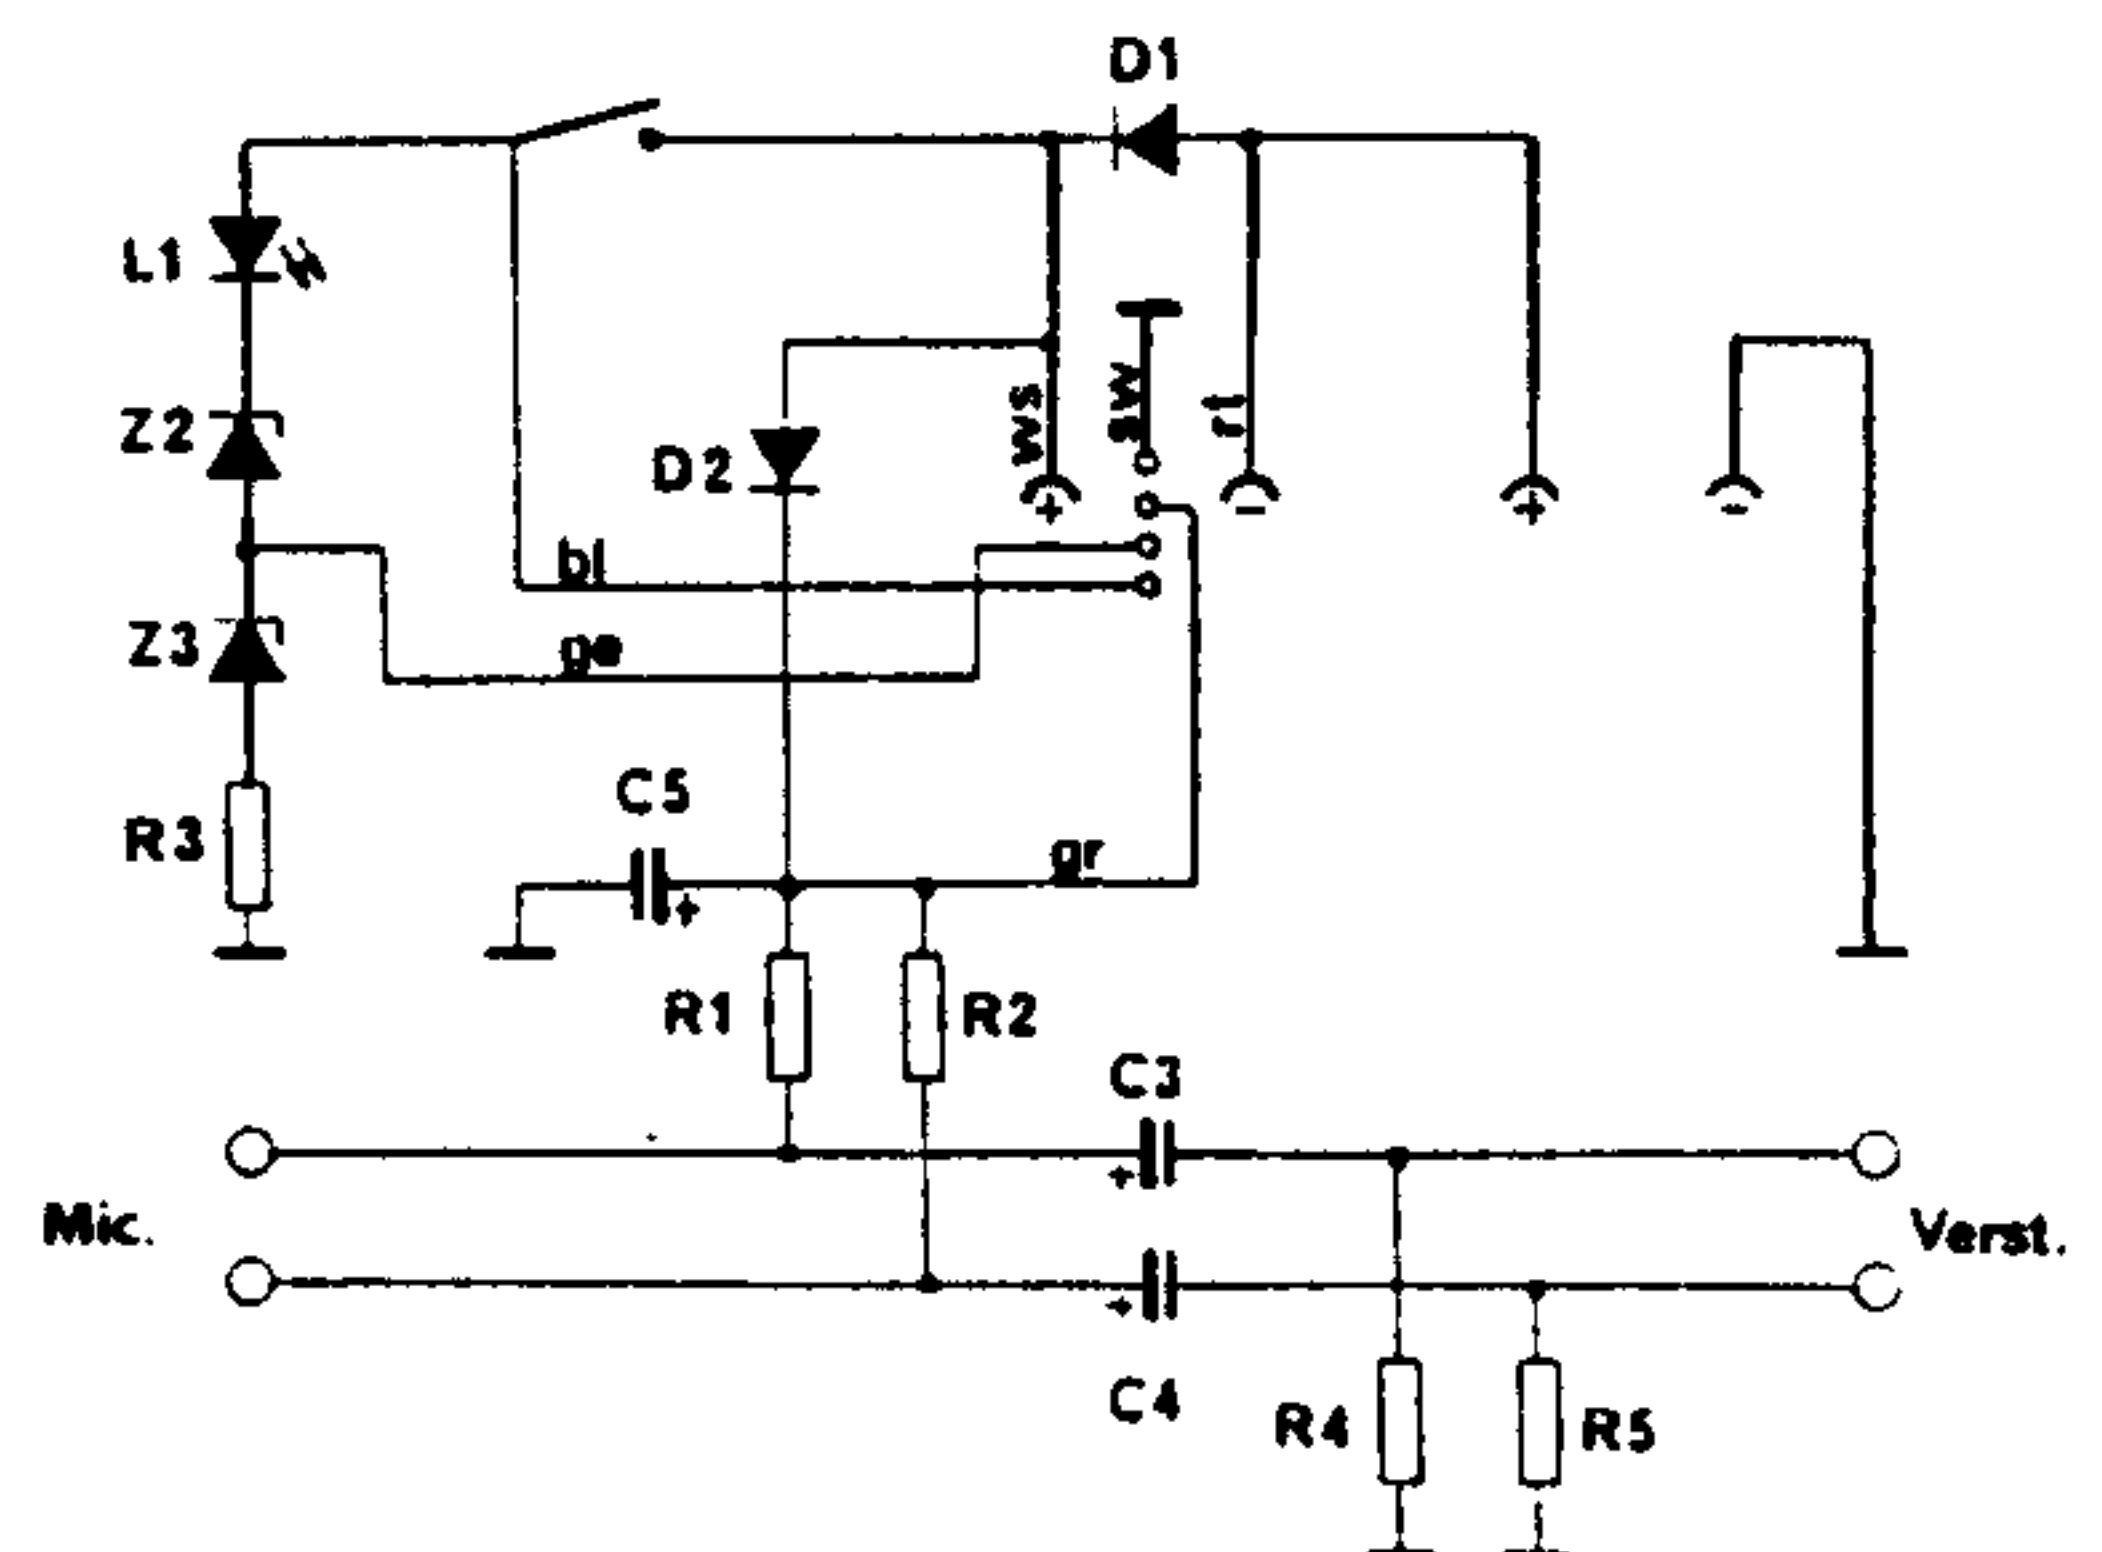 D1
L1
Z2
D2
ws
sw
rt
+
-
+
-
bl
Z3
ge
C5
R3
gr
+
R1
R2
C3
+
Mic.
Verst.
+
C4
R4
R5